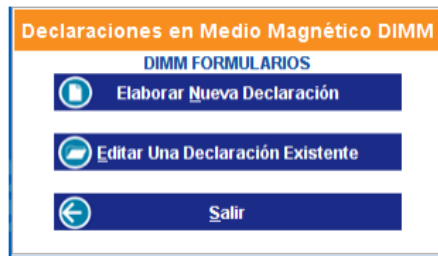 Declaraciones en Medio Magnético DIMM
DIMM FORMULARIOS
Elaborar Nueva Declaración
Editar Una Declaración Existente
Salir